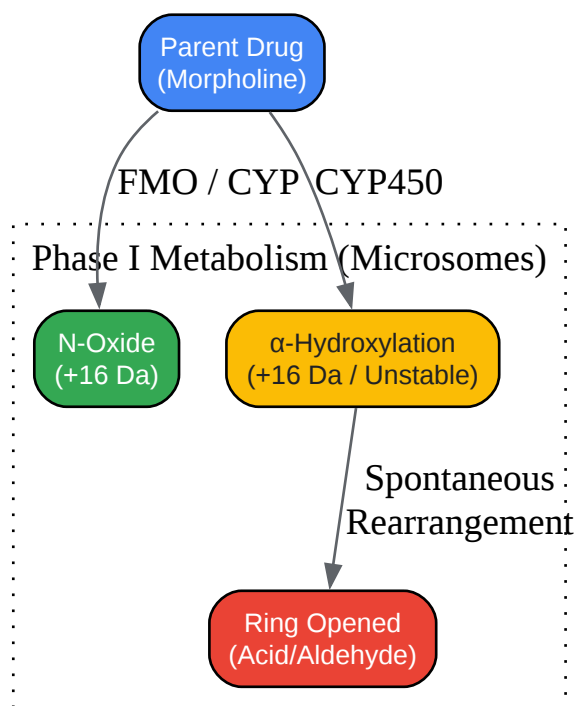 Parent Drug
(Morpholine)
FMO / CYP
CYP450
Phase I Metabolism (Microsomes)
N-Oxide
(+16 Da)
α-Hydroxylation
(+16 Da / Unstable)
Spontaneous
Rearrangement
Ring Opened
(Acid/Aldehyde)